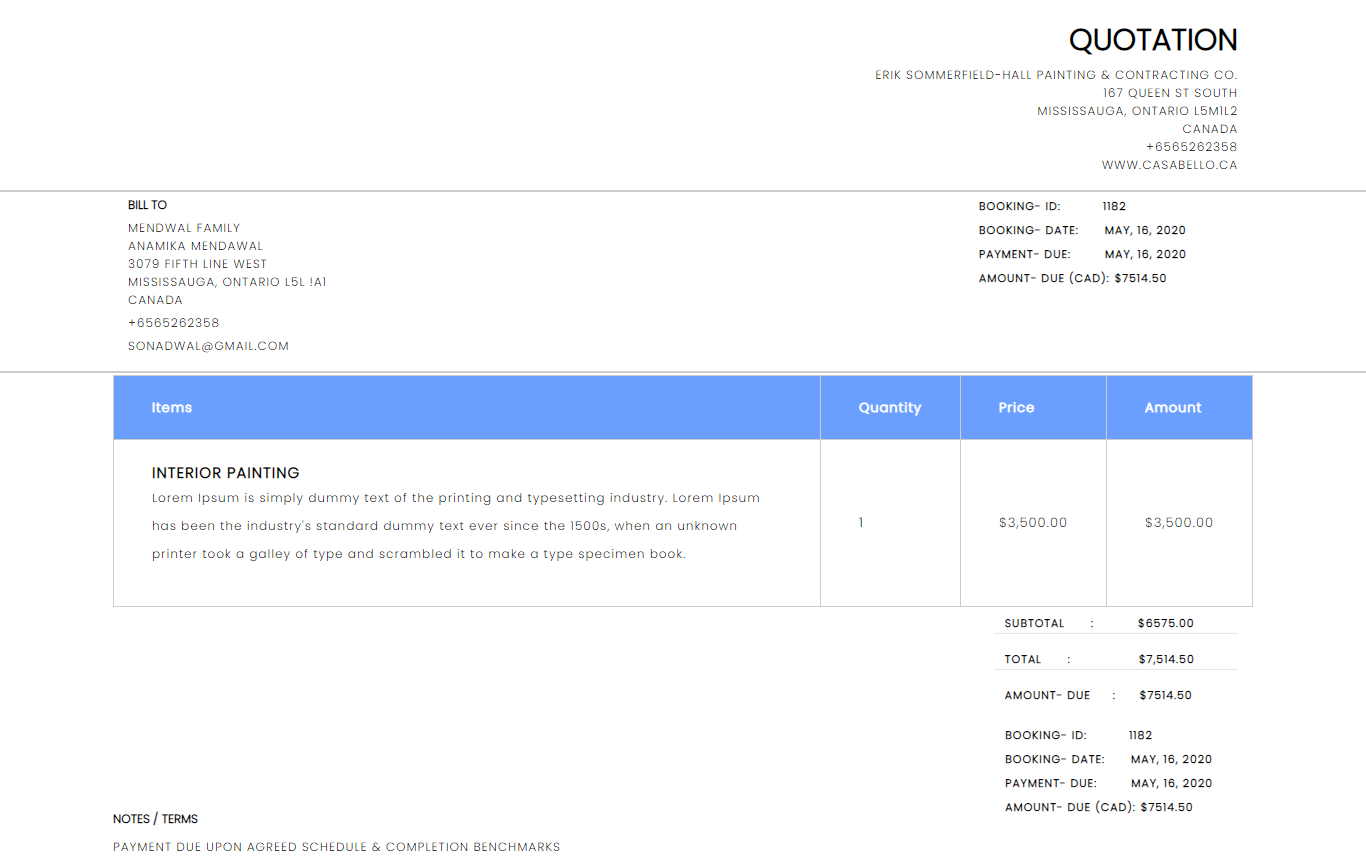 QUOTATION
ERIK SOMMERFIELD-HALL PAINTING & CONTRACTING CO.
167 QUEEN ST SOUTH
MISSISSAUGA, ONTARIO L5M1L2
CANADA
+6565262358
WWW.CASABELLO.CA
BILL TO
MENDWAL FAMILY
ANAMIKA MENDAWAL
3079 FIFTH LINE WEST
MISSISSAUGA, ONTARIO L5L !A1
CANADA
+6565262358
SONADWAL@GMAIL.COM
BOOKING- ID: 1182
BOOKING- DATE: MAY, 16, 2020
PAYMENT- DUE: MAY, 16, 2020
AMOUNT- DUE (CAD): $7514.50
Items Quantity Price Amount
INTERIOR PAINTING
Lorem Ipsum is simply dummy text of the printing and typesetting industry. Lorem Ipsum
has been the industry's standard dummy text ever since the 1500s, when an unknown
printer took a galley of type and scrambled it to make a type specimen book.
1 $3,500.00 $3,500.00
SUBTOTAL : $6575.00
TOTAL : $7,514.50
AMOUNT- DUE : $7514.50
BOOKING- ID: 1182
BOOKING- DATE: MAY, 16, 2020
PAYMENT- DUE: MAY, 16, 2020
AMOUNT- DUE (CAD): $7514.50
NOTES / TERMS
PAYMENT DUE UPON AGREED SCHEDULE & COMPLETION BENCHMARKS